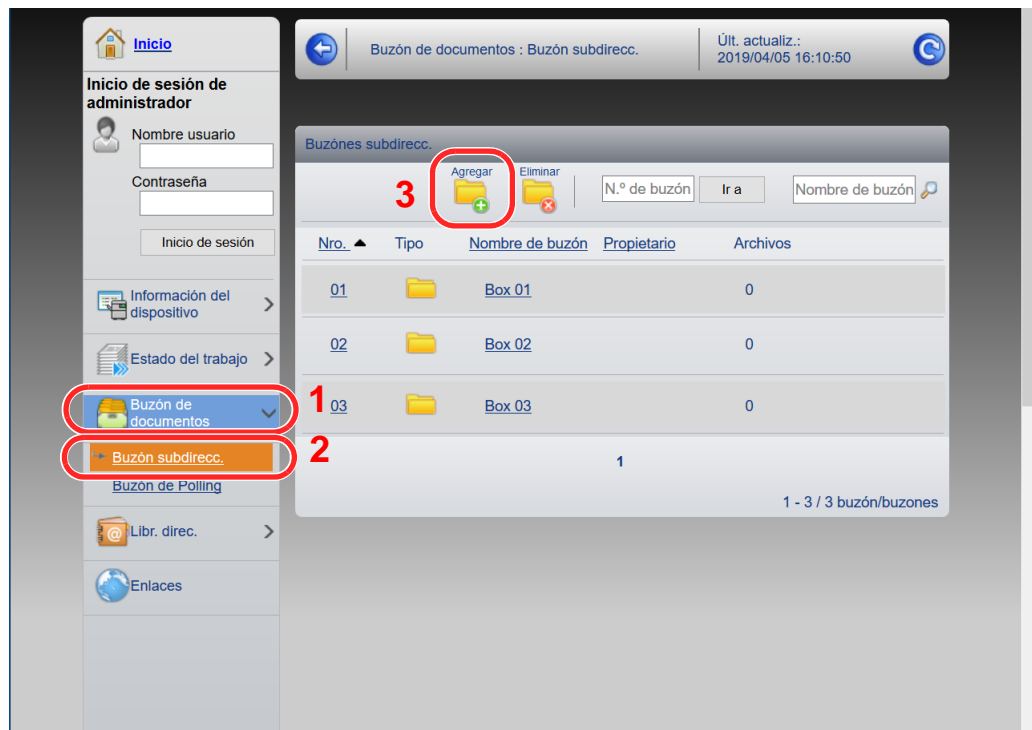 Inicio
Inicio de sesión de
administrador
Nombre usuario
Contraseña
Inicio de sesión
Información del
dispositivo
Estado del trabajo
Buzón de
documentos
1
Buzón subdirecc.
2
Buzón de Polling
Libr. direc.
Enlaces
Buzón de documentos : Buzón subdirecc.
Últ. actualiz.:
2019/04/05 16:10:50
Buzónes subdirecc.
3
Agregar
Eliminar
N.º de buzón
Ir a
Nombre de buzón
Nro. Tipo Nombre de buzón Propietario Archivos
01 Box 01 0
02 Box 02 0
03 Box 03 0
1
1 - 3 / 3 buzón/buzones